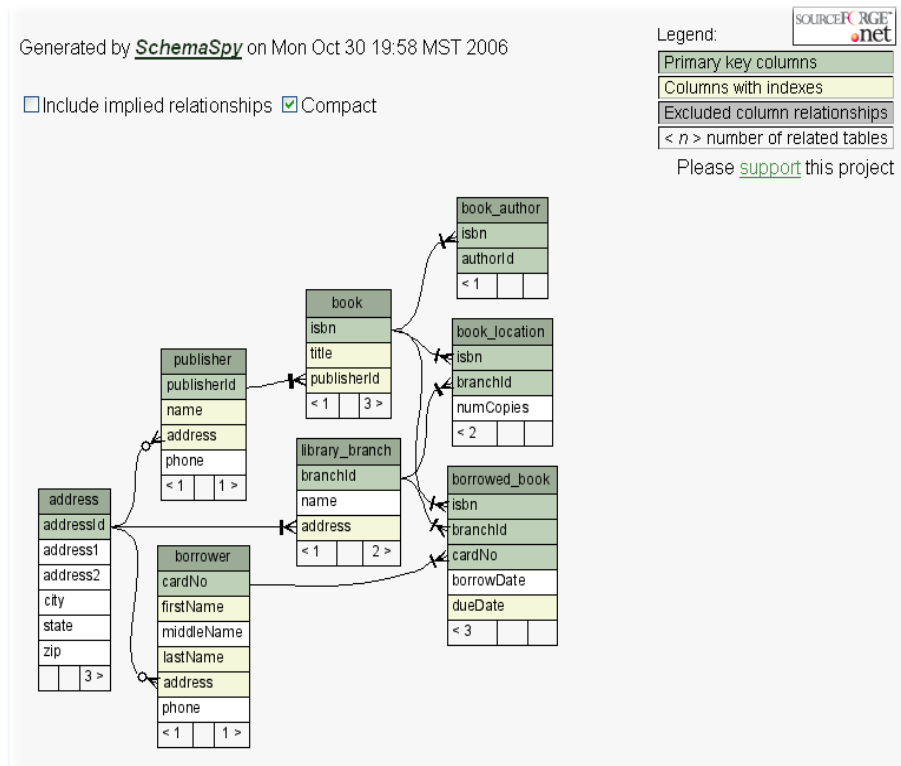 SOURCEFORGE
.net
Generated by SchemaSpy on Mon Oct 30 19:58 MST 2006
Legend:
Primary key columns
Columns with indexes
Excluded column relationships
< n > number of related tables
Include implied relationships Compact
Please support this project
book_author
isbn
authorId
< 1
book
isbn
title
publisherId
< 1 3 >
book_location
isbn
branchId
numCopies
< 2
publisher
publisherId
name
address
phone
< 1 1 >
library_branch
branchId
name
address
< 1 2 >
borrowed_book
isbn
branchId
cardNo
borrowDate
dueDate
< 3
address
addressId
address1
address2
city
state
zip
3 >
borrower
cardNo
firstName
middleName
lastName
address
phone
< 1 1 >